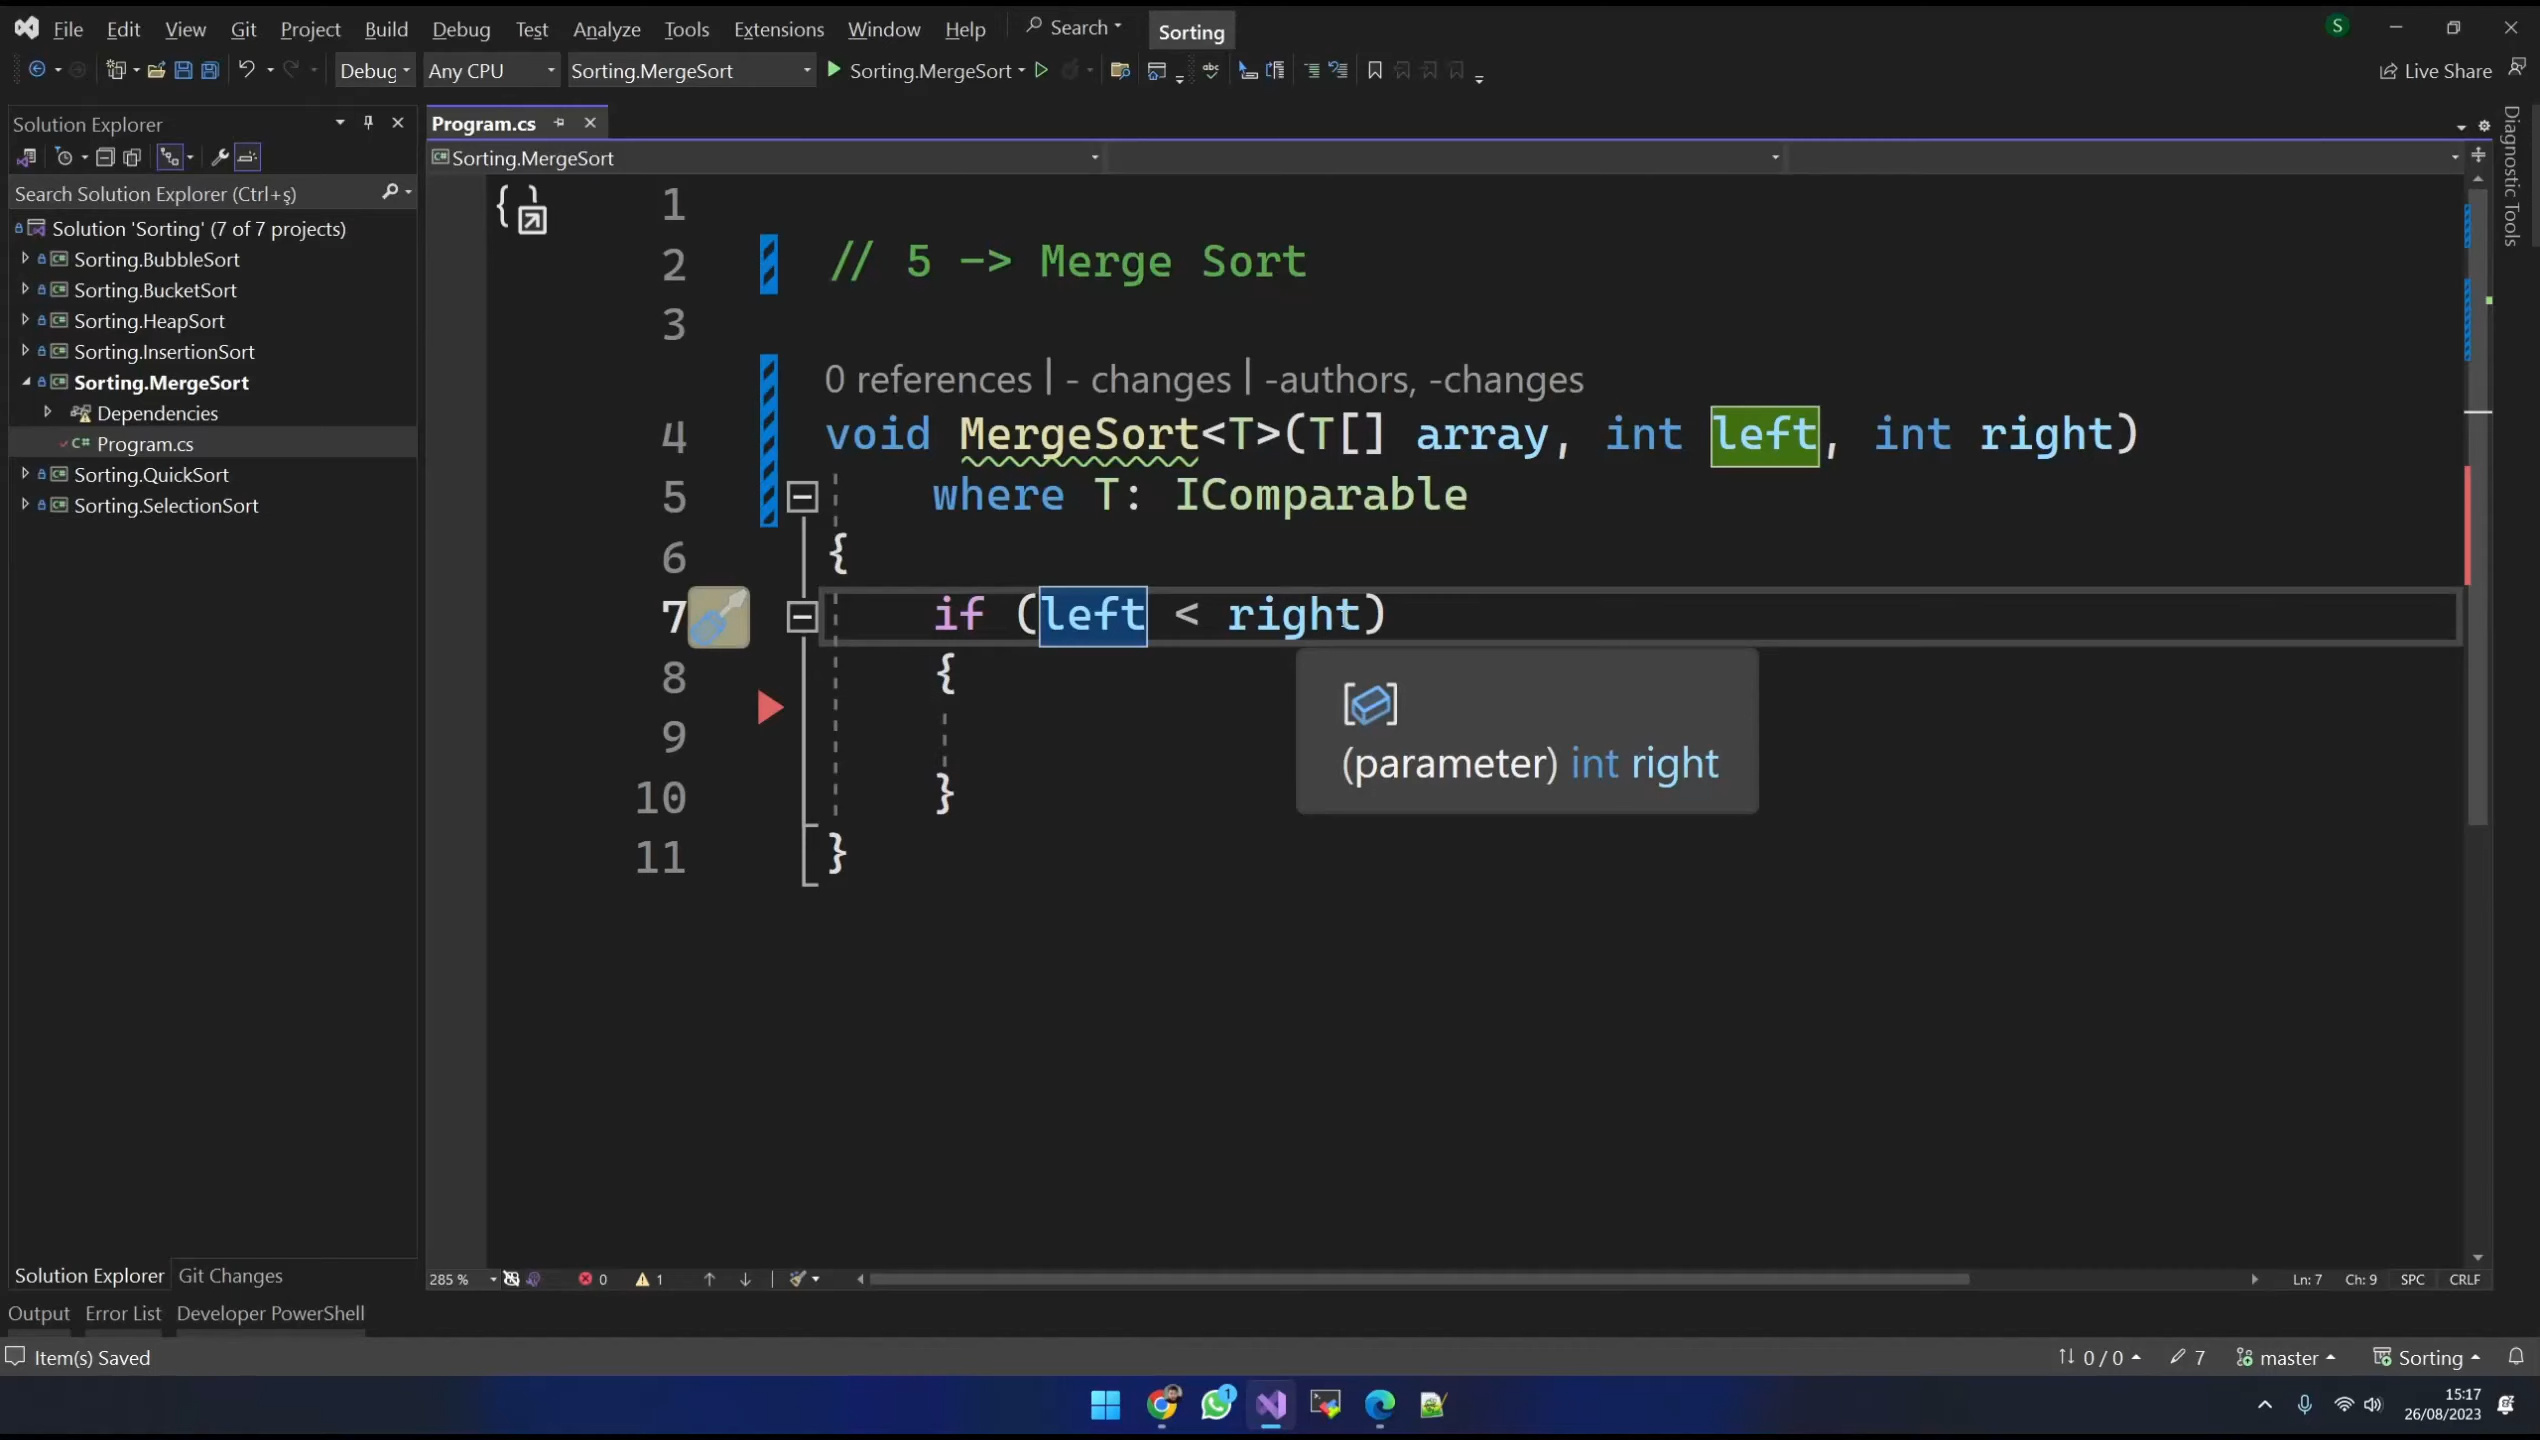 File Edit View Git Project Build Debug Test Analyze Tools Extensions Window Help Search Sorting S
Debug Any CPU Sorting.MergeSort Sorting.MergeSort Live Share
Solution Explorer
Search Solution Explorer (Ctrl+ş)
Solution 'Sorting' (7 of 7 projects)
Sorting.BubbleSort
Sorting.BucketSort
Sorting.HeapSort
Sorting.InsertionSort
Sorting.MergeSort
Dependencies
C# Program.cs
Sorting.QuickSort
Sorting.SelectionSort
Solution Explorer Git Changes
Program.cs
Sorting.MergeSort
1
2 // 5 -> Merge Sort
3
0 references | - changes | -authors, -changes
4 void MergeSort<T>(T[] array, int left, int right)
5 where T: IComparable
6 {
7 if (left < right)
8 {
9
10 }
11 }
(parameter) int right
Diagnostic Tools
285 % 0 1 Ln: 7 Ch: 9 SPC CRLF
Output Error List Developer PowerShell
Item(s) Saved 0 / 0 7 master Sorting
1
15:17
26/08/2023